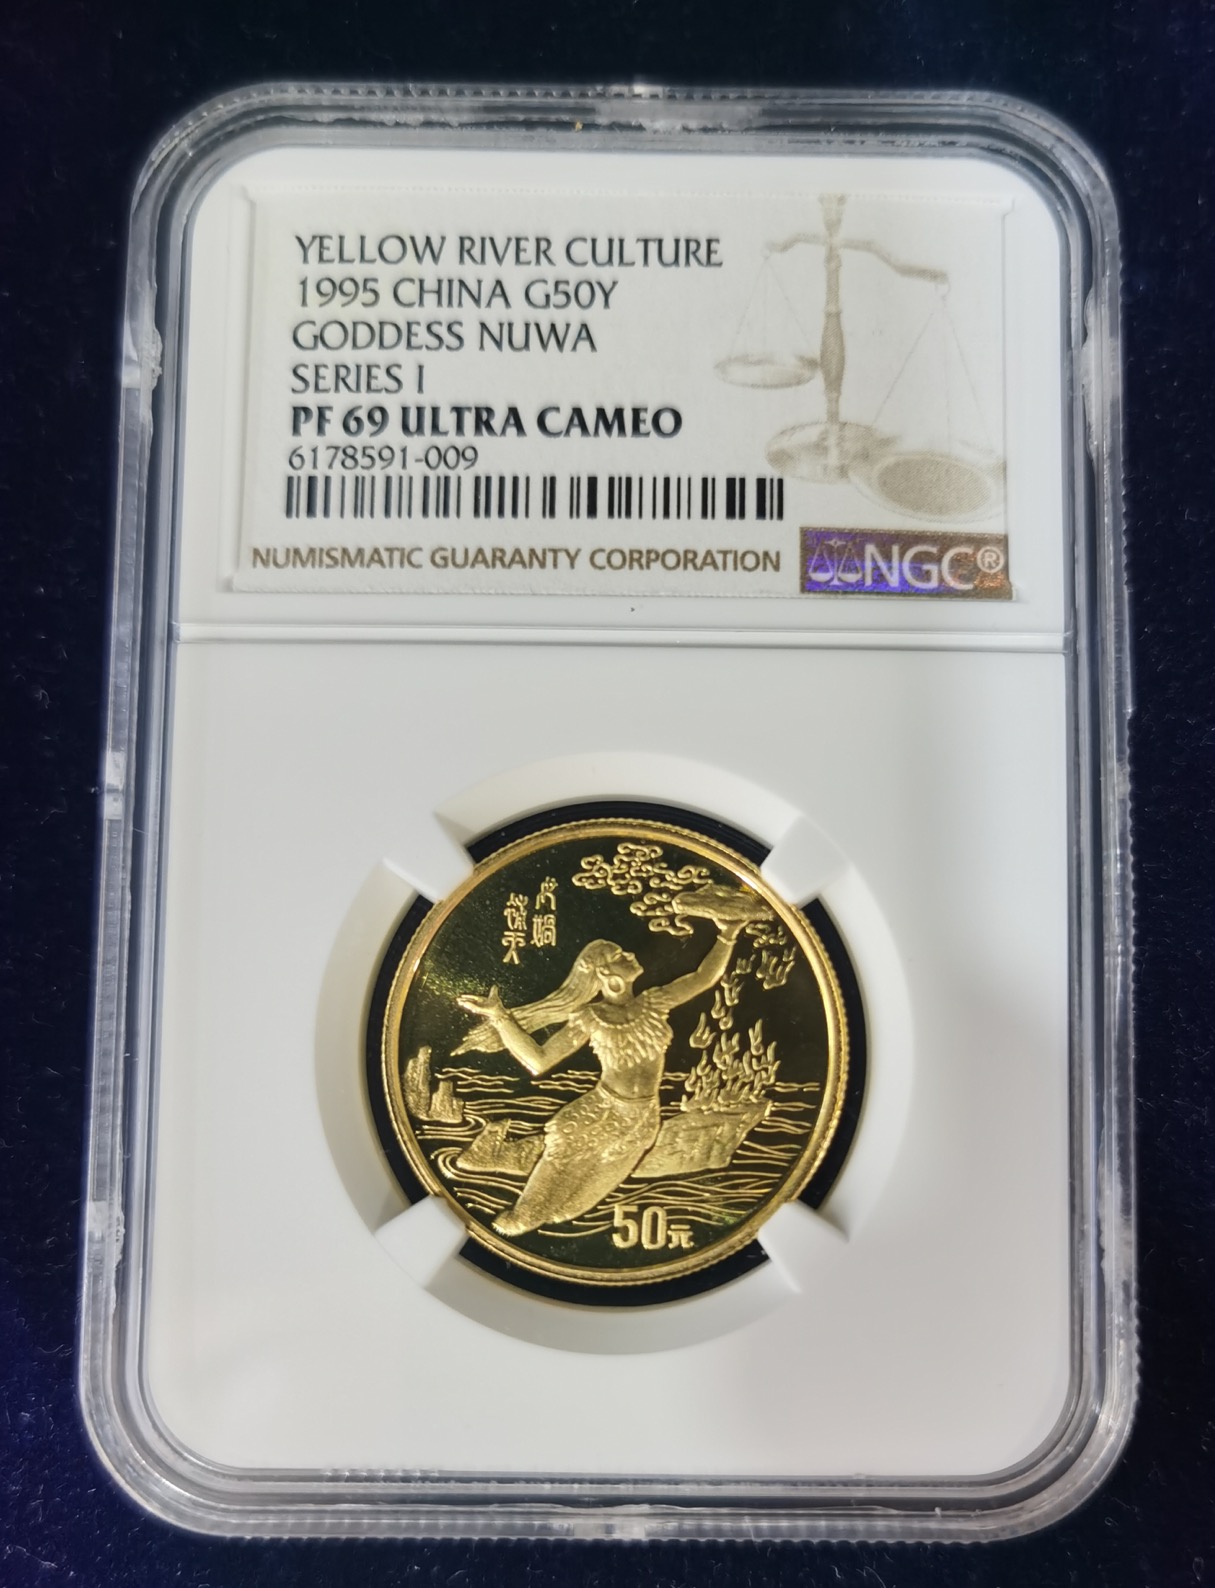 YELLOW RIVER CULTURE
1995 CHINA G50Y
GODDESS NUWA
SERIES I
PF 69 ULTRA CAMEO
6178591-009
NUMISMATIC GUARANTY CORPORATION
NGC®
女媧
補天
50元